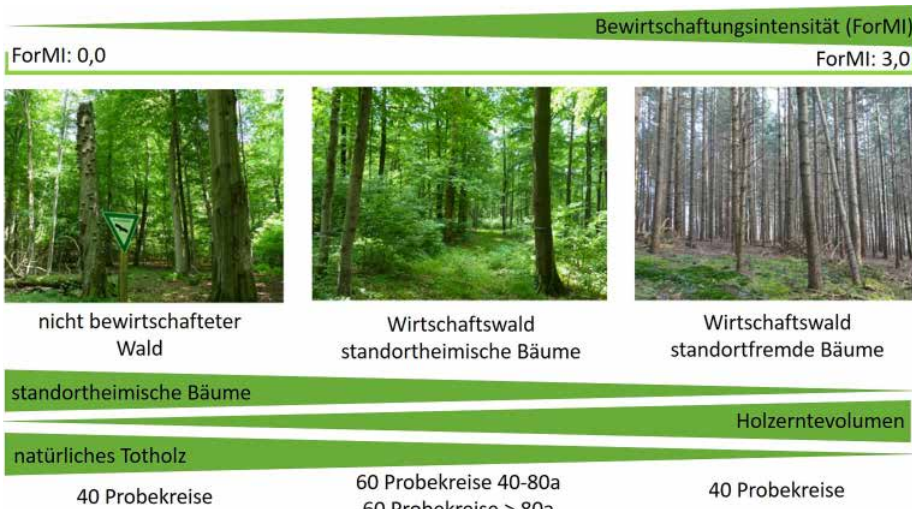 Bewirtschaftungsintensität (ForMI)
ForMI: 0,0
ForMI: 3,0
nicht bewirtschafteter
Wald
Wirtschaftswald
standortheimische Bäume
Wirtschaftswald
standortfremde Bäume
standortheimische Bäume
Holzerntevolumen
natürliches Totholz
40 Probekreise
60 Probekreise 40-80a
60 Probekreise > 80a
40 Probekreise